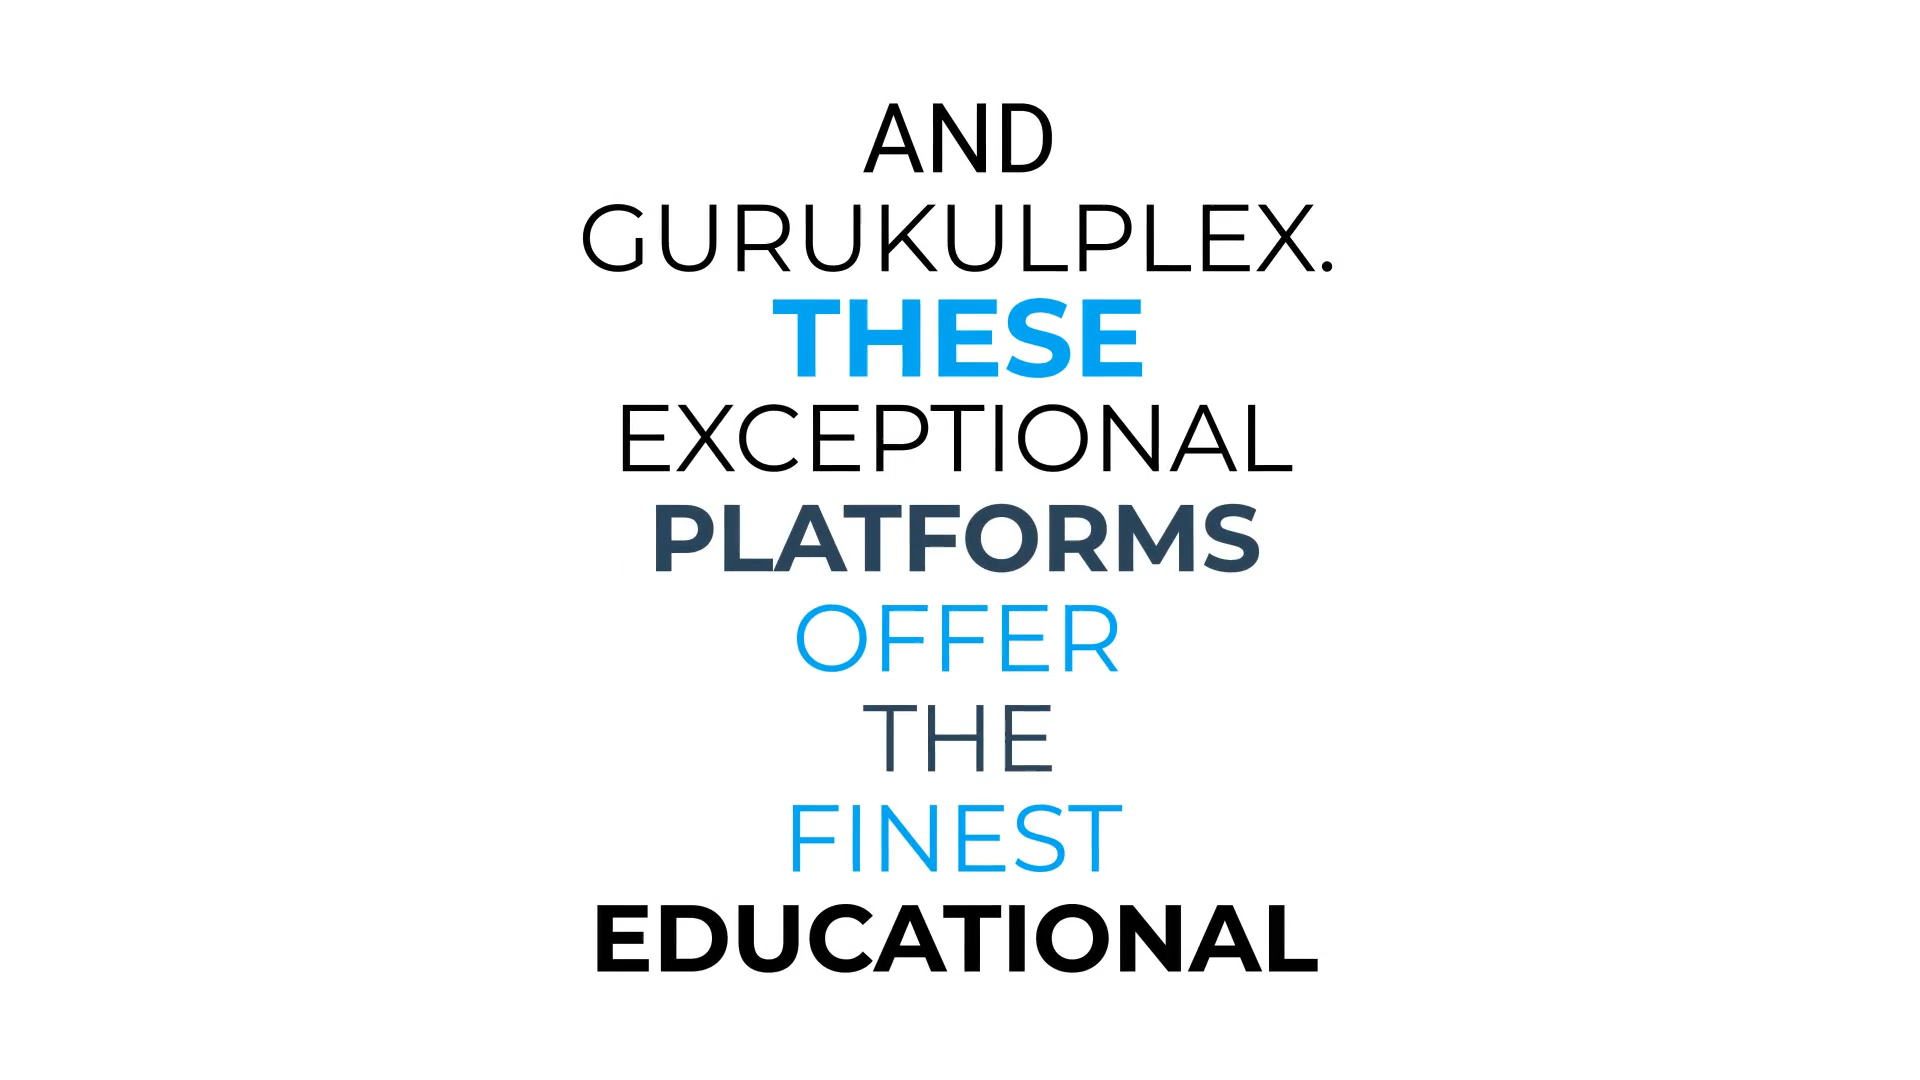 AND
GURUKULPLEX.
THESE
EXCEPTIONAL
PLATFORMS
OFFER
THE
FINEST
EDUCATIONAL